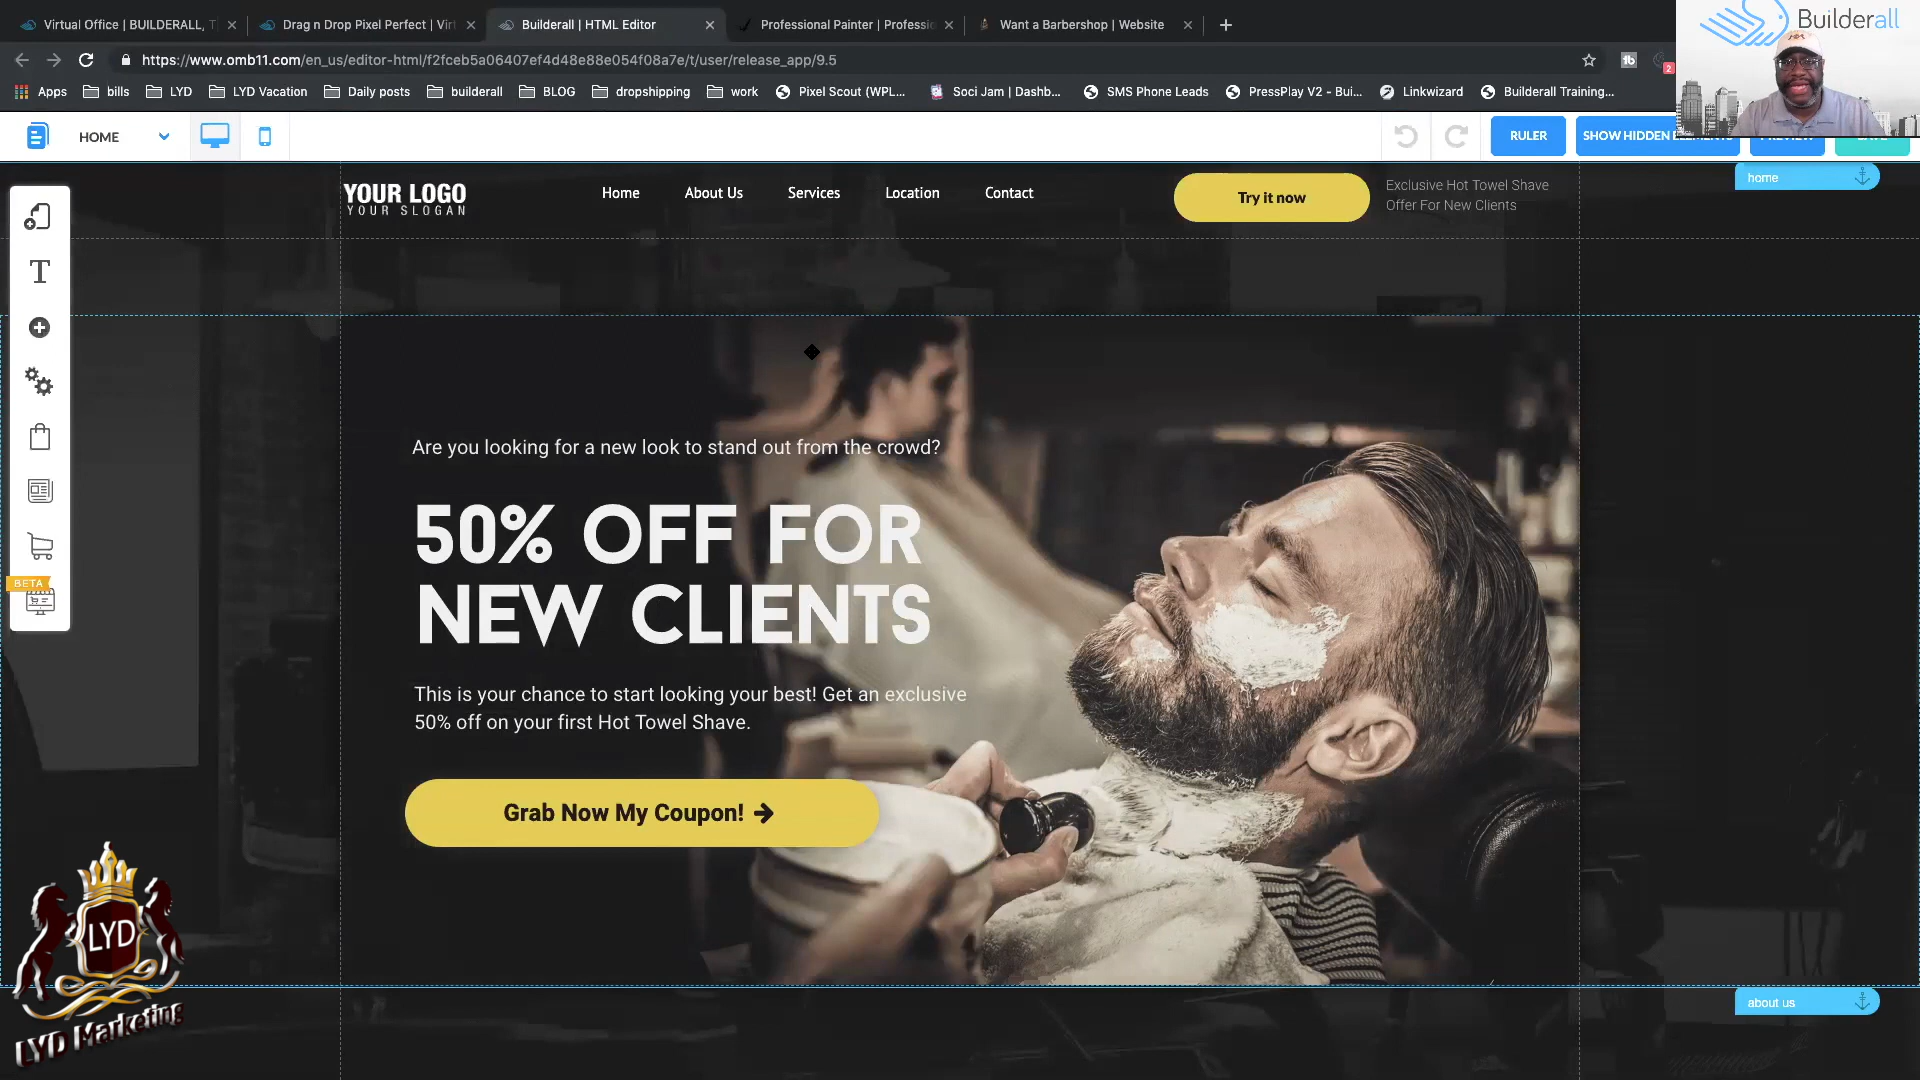 Virtual Office | BUILDERALL, T
Drag n Drop Pixel Perfect | Virt
Builderall | HTML Editor
Professional Painter | Professio
Want a Barbershop | Website
Builderall
https://www.omb11.com/en_us/editor-html/f2fceb5a06407ef4d48e88e054f08a7e/t/user/release_app/9.5
2
Apps
bills
LYD
LYD Vacation
Daily posts
builderall
BLOG
dropshipping
work
Pixel Scout (WPL...
Soci Jam | Dashb...
SMS Phone Leads
PressPlay V2 - Bui...
Linkwizard
Builderall Training...
HOME
RULER
SHOW HIDDEN ELEMENTS
PREVIEW
home
YOUR LOGO
YOUR SLOGAN
Home
About Us
Services
Location
Contact
Try it now
Exclusive Hot Towel Shave
Offer For New Clients
Are you looking for a new look to stand out from the crowd?
50% OFF FOR
NEW CLIENTS
This is your chance to start looking your best! Get an exclusive
50% off on your first Hot Towel Shave.
Grab Now My Coupon!
BETA
LYD
LYD Marketing
about us